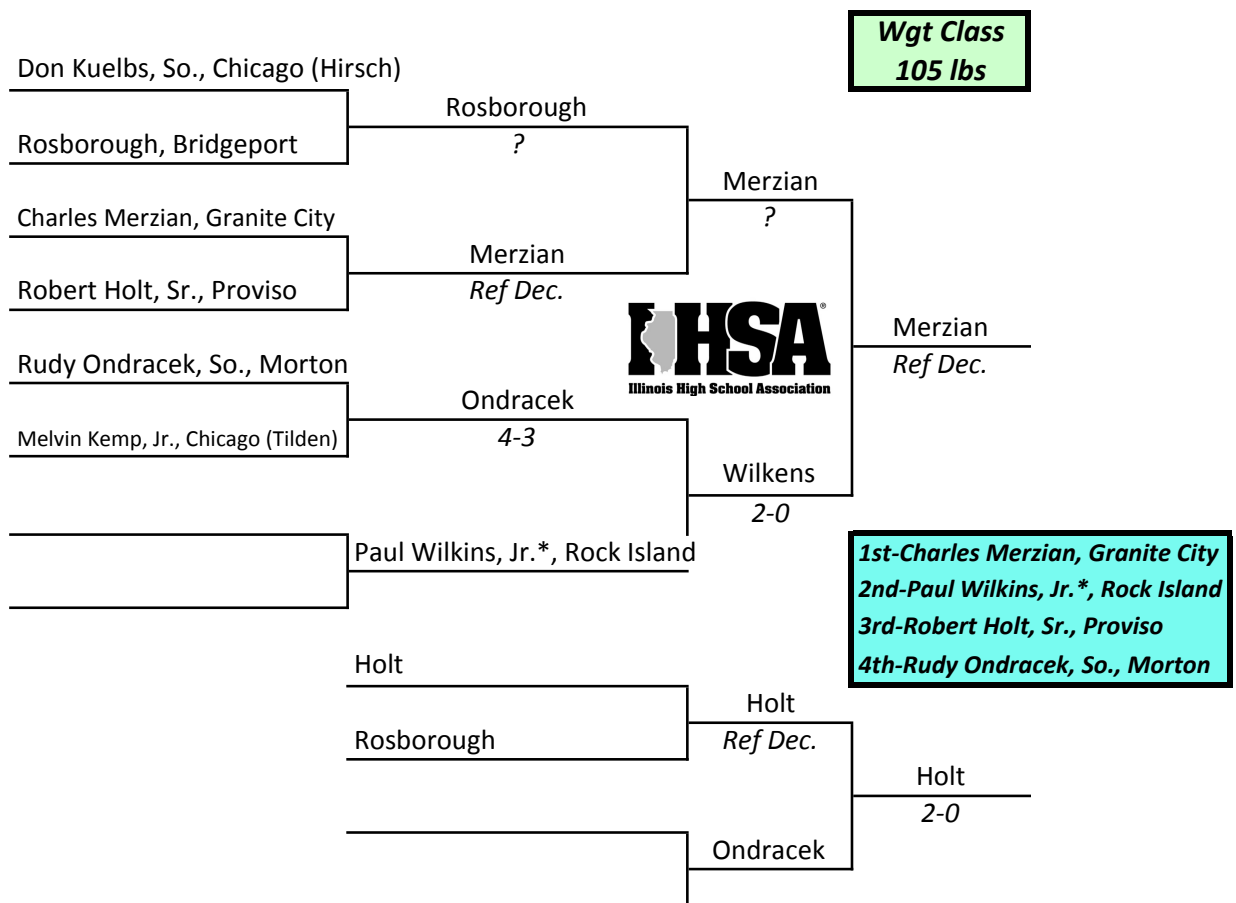 Wgt Class
105 lbs
Don Kuelbs, So., Chicago (Hirsch)
Rosborough
?
Rosborough, Bridgeport
Merzian
?
Charles Merzian, Granite City
Merzian
Ref Dec.
Robert Holt, Sr., Proviso
IHSA®
Illinois High School Association
Merzian
Ref Dec.
Rudy Ondracek, So., Morton
Ondracek
4-3
Melvin Kemp, Jr., Chicago (Tilden)
Wilkens
2-0
Paul Wilkins, Jr.*, Rock Island
1st-Charles Merzian, Granite City
2nd-Paul Wilkins, Jr.*, Rock Island
3rd-Robert Holt, Sr., Proviso
4th-Rudy Ondracek, So., Morton
Holt
Holt
Ref Dec.
Rosborough
Holt
2-0
Ondracek